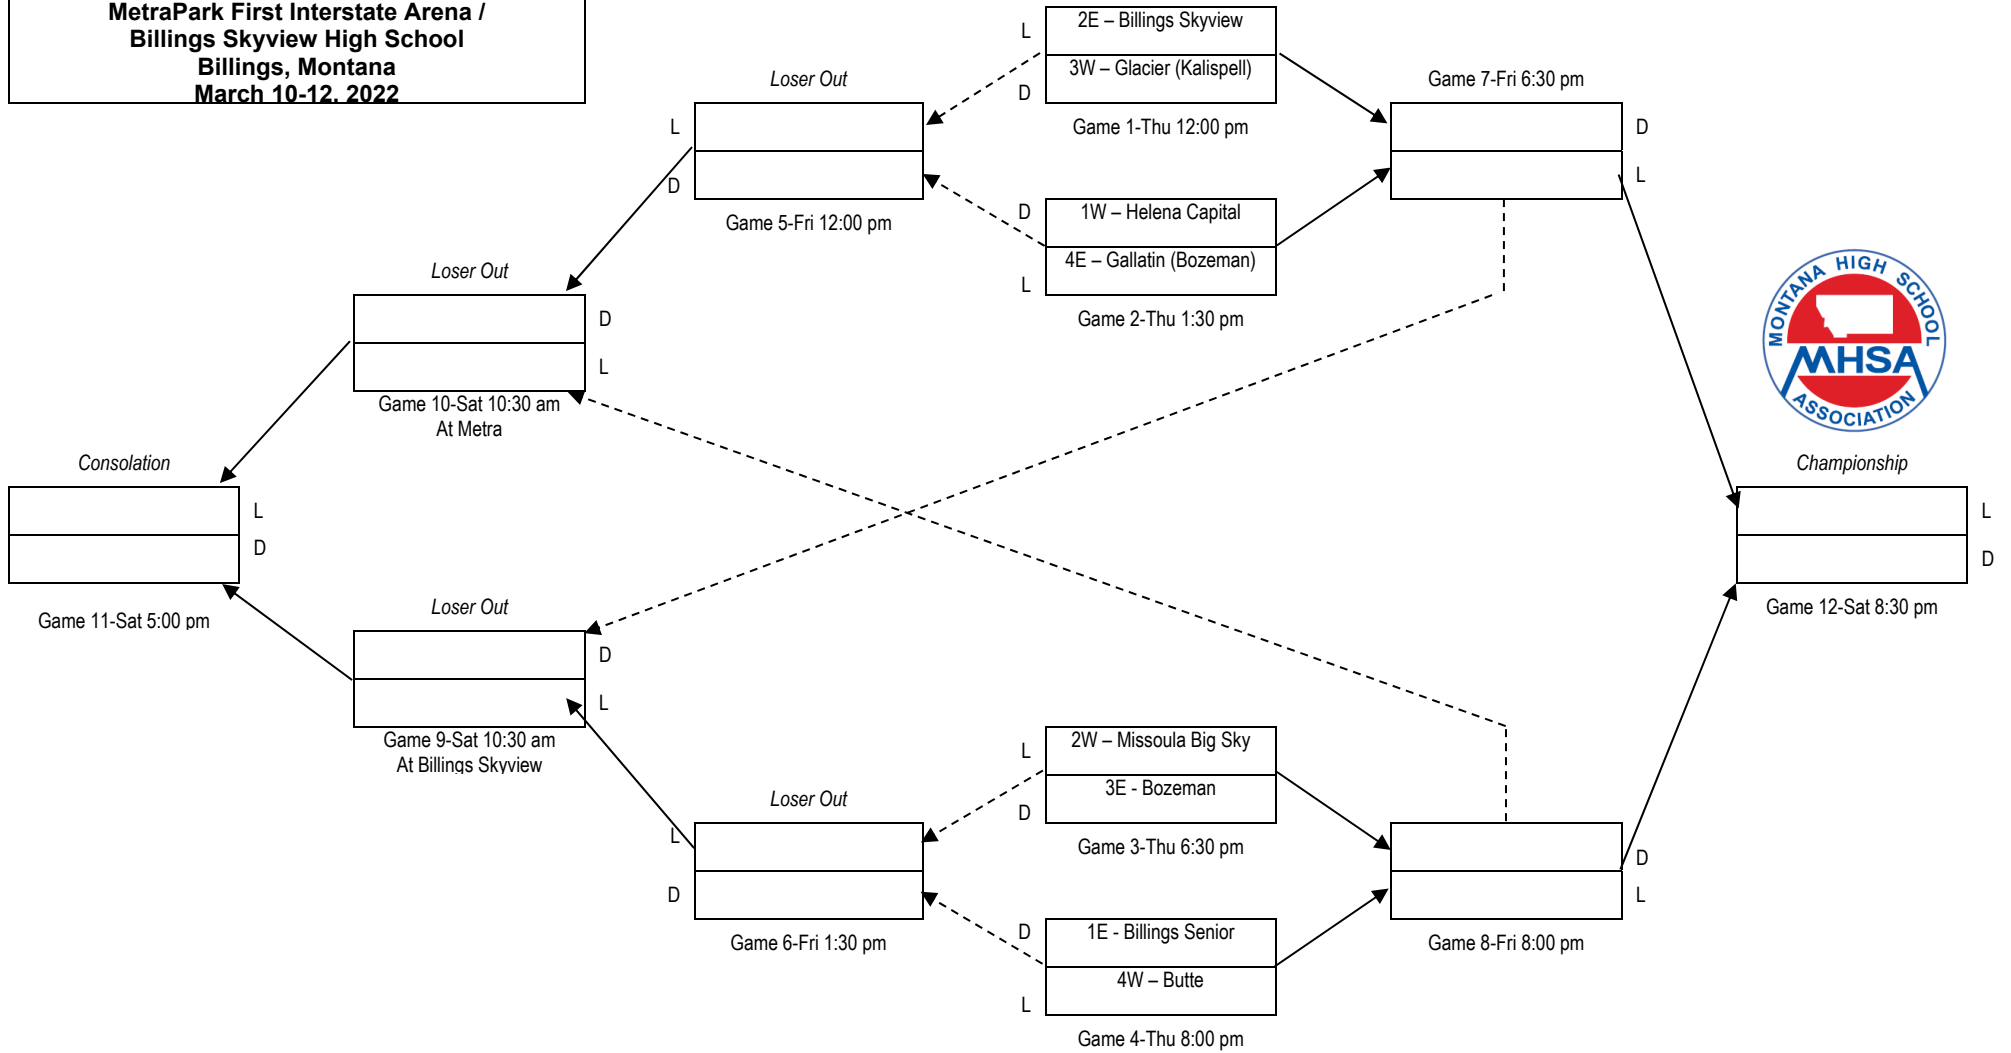 MetraPark First Interstate Arena /
Billings Skyview High School
Billings, Montana
March 10-12, 2022
L
2E – Billings Skyview
3W – Glacier (Kalispell)
D
Game 1-Thu 12:00 pm
D
1W – Helena Capital
4E – Gallatin (Bozeman)
L
Game 2-Thu 1:30 pm
Loser Out
L
D
Game 5-Fri 12:00 pm
Game 7-Fri 6:30 pm
D
L
Loser Out
D
L
Game 10-Sat 10:30 am
At Metra
Consolation
L
D
Game 11-Sat 5:00 pm
Loser Out
D
L
Game 9-Sat 10:30 am
At Billings Skyview
MONTANA HIGH SCHOOL
MHSA
ASSOCIATION
Championship
L
D
Game 12-Sat 8:30 pm
Loser Out
L
D
Game 6-Fri 1:30 pm
L
2W – Missoula Big Sky
3E - Bozeman
D
Game 3-Thu 6:30 pm
D
1E - Billings Senior
4W – Butte
L
Game 4-Thu 8:00 pm
D
L
Game 8-Fri 8:00 pm